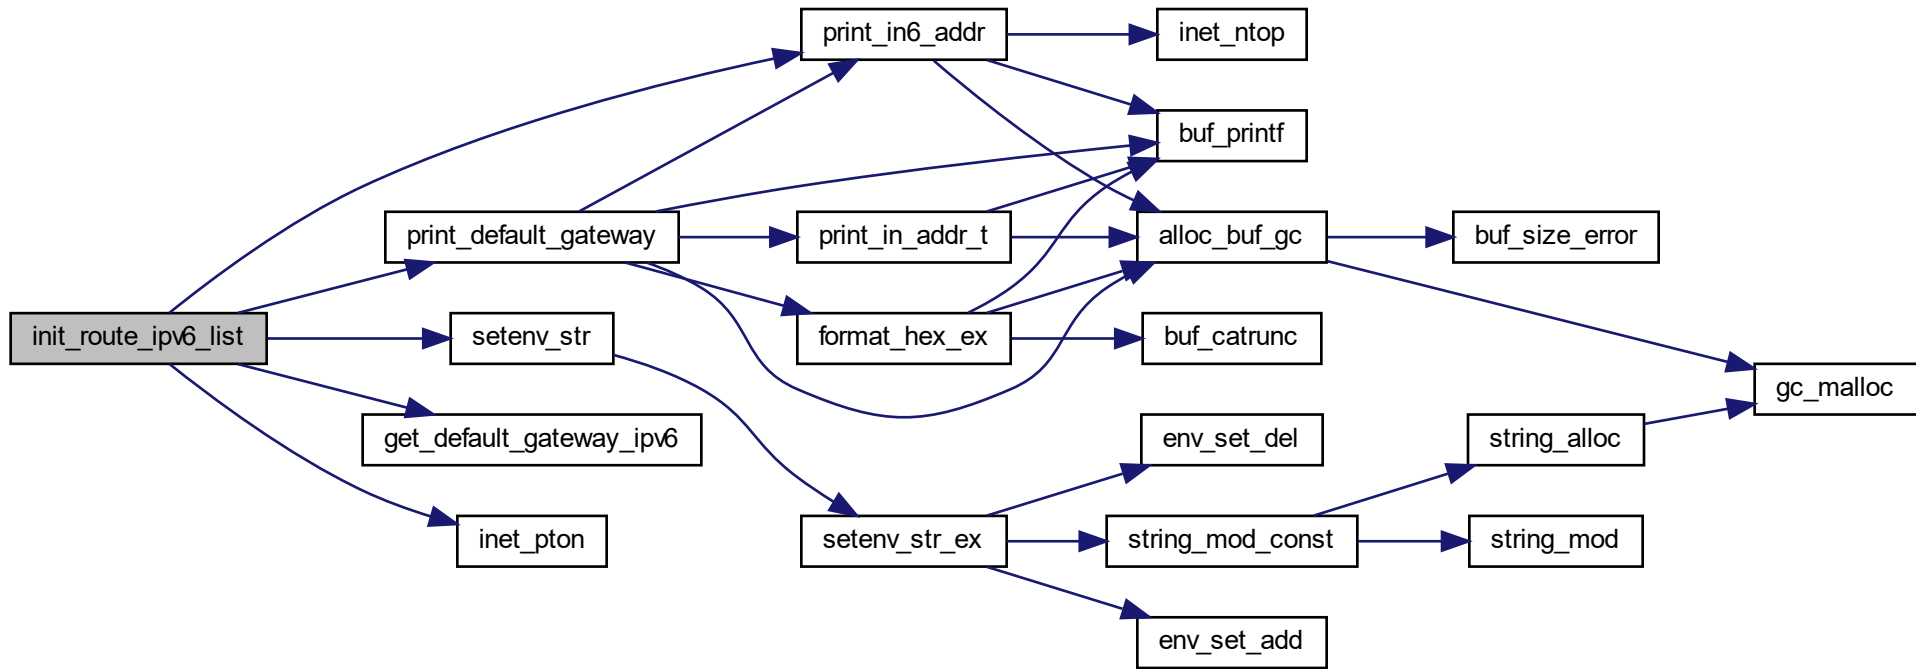 print_in6_addr
inet_ntop
buf_printf
print_default_gateway
print_in_addr_t
alloc_buf_gc
buf_size_error
init_route_ipv6_list
setenv_str
format_hex_ex
buf_catrunc
gc_malloc
get_default_gateway_ipv6
env_set_del
string_alloc
inet_pton
setenv_str_ex
string_mod_const
string_mod
env_set_add